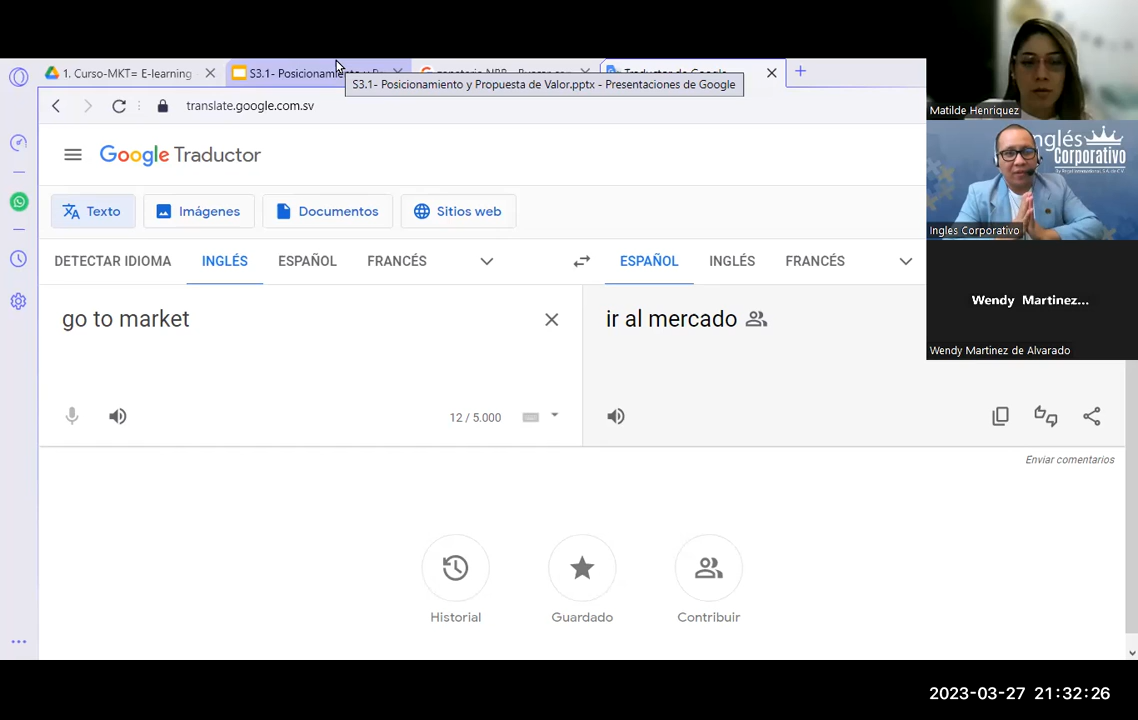 1. Curso-MKT= E-learning
S3.1- Posicionam
S3.1- Posicionamiento y Propuesta de Valor.pptx - Presentaciones de Google
translate.google.com.sv
Google Traductor
Texto
Imágenes
Documentos
Sitios web
DETECTAR IDIOMA
INGLÉS
ESPAÑOL
FRANCÉS
ESPAÑOL
INGLÉS
FRANCÉS
go to market
ir al mercado
12 / 5.000
Enviar comentarios
Historial
Guardado
Contribuir
Matilde Henriquez
Inglés
Corporativo
Ingles Corporativo
Wendy Martinez...
Wendy Martinez de Alvarado
2023-03-27 21:32:26